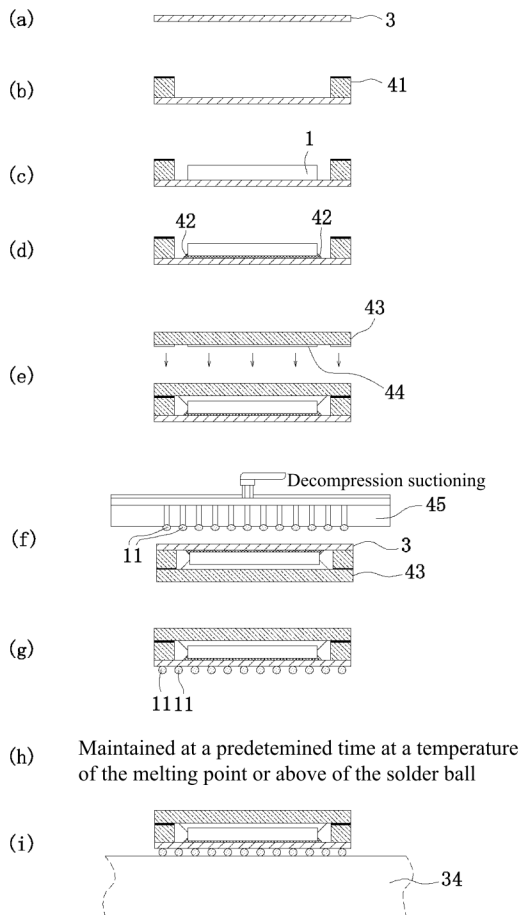 (a) 3
(b) 41
(c) 1
(d) 42 42
43
(e) 44
Decompression suctioning
45
(f) 11 3
43
(g)
11 11
(h) Maintained at a predetemined time at a temperature
of the melting point or above of the solder ball
(i)
34